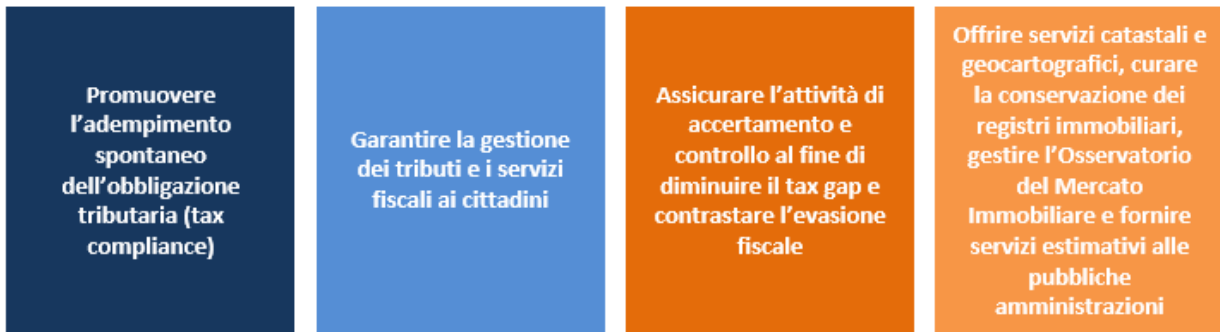 Promuovere
l'adempimento
spontaneo
dell'obbligazione
tributaria (tax
compliance)
Garantire la gestione
dei tributi e i servizi
fiscali ai cittadini
Assicurare l'attività di
accertamento e
controllo al fine di
diminuire il tax gap e
contrastare l'evasione
fiscale
Offrire servizi catastali e
geocartografici, curare
la conservazione dei
registri immobiliari,
gestire l'Osservatorio
del Mercato
Immobiliare e fornire
servizi estimativi alle
pubbliche
amministrazioni